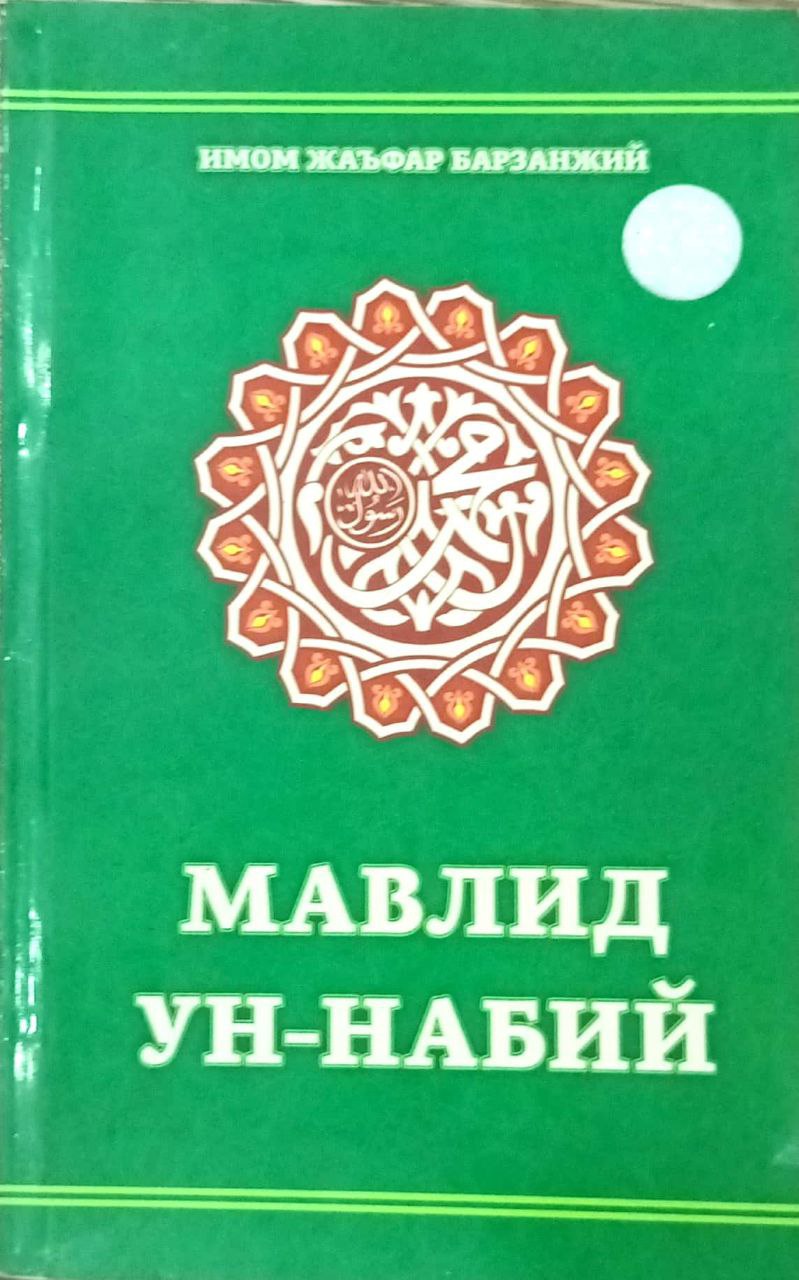 ИМОМ ЖАЪФАР БАРЗАНЖИЙ
محمد
رسول الله
МАВЛИД
УН-НАБИЙ